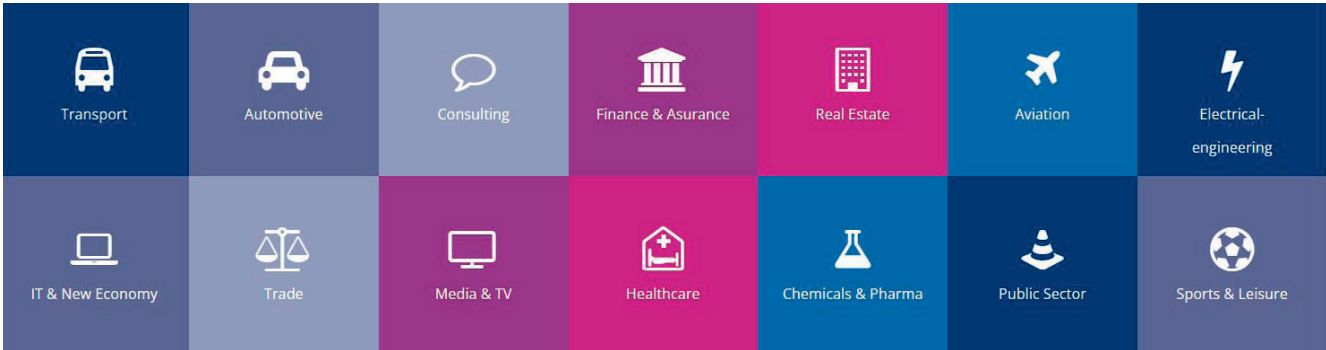 Transport
Automotive
Consulting
Finance & Asurance
Real Estate
Aviation
Electrical-
engineering
IT & New Economy
Trade
Media & TV
Healthcare
Chemicals & Pharma
Public Sector
Sports & Leisure